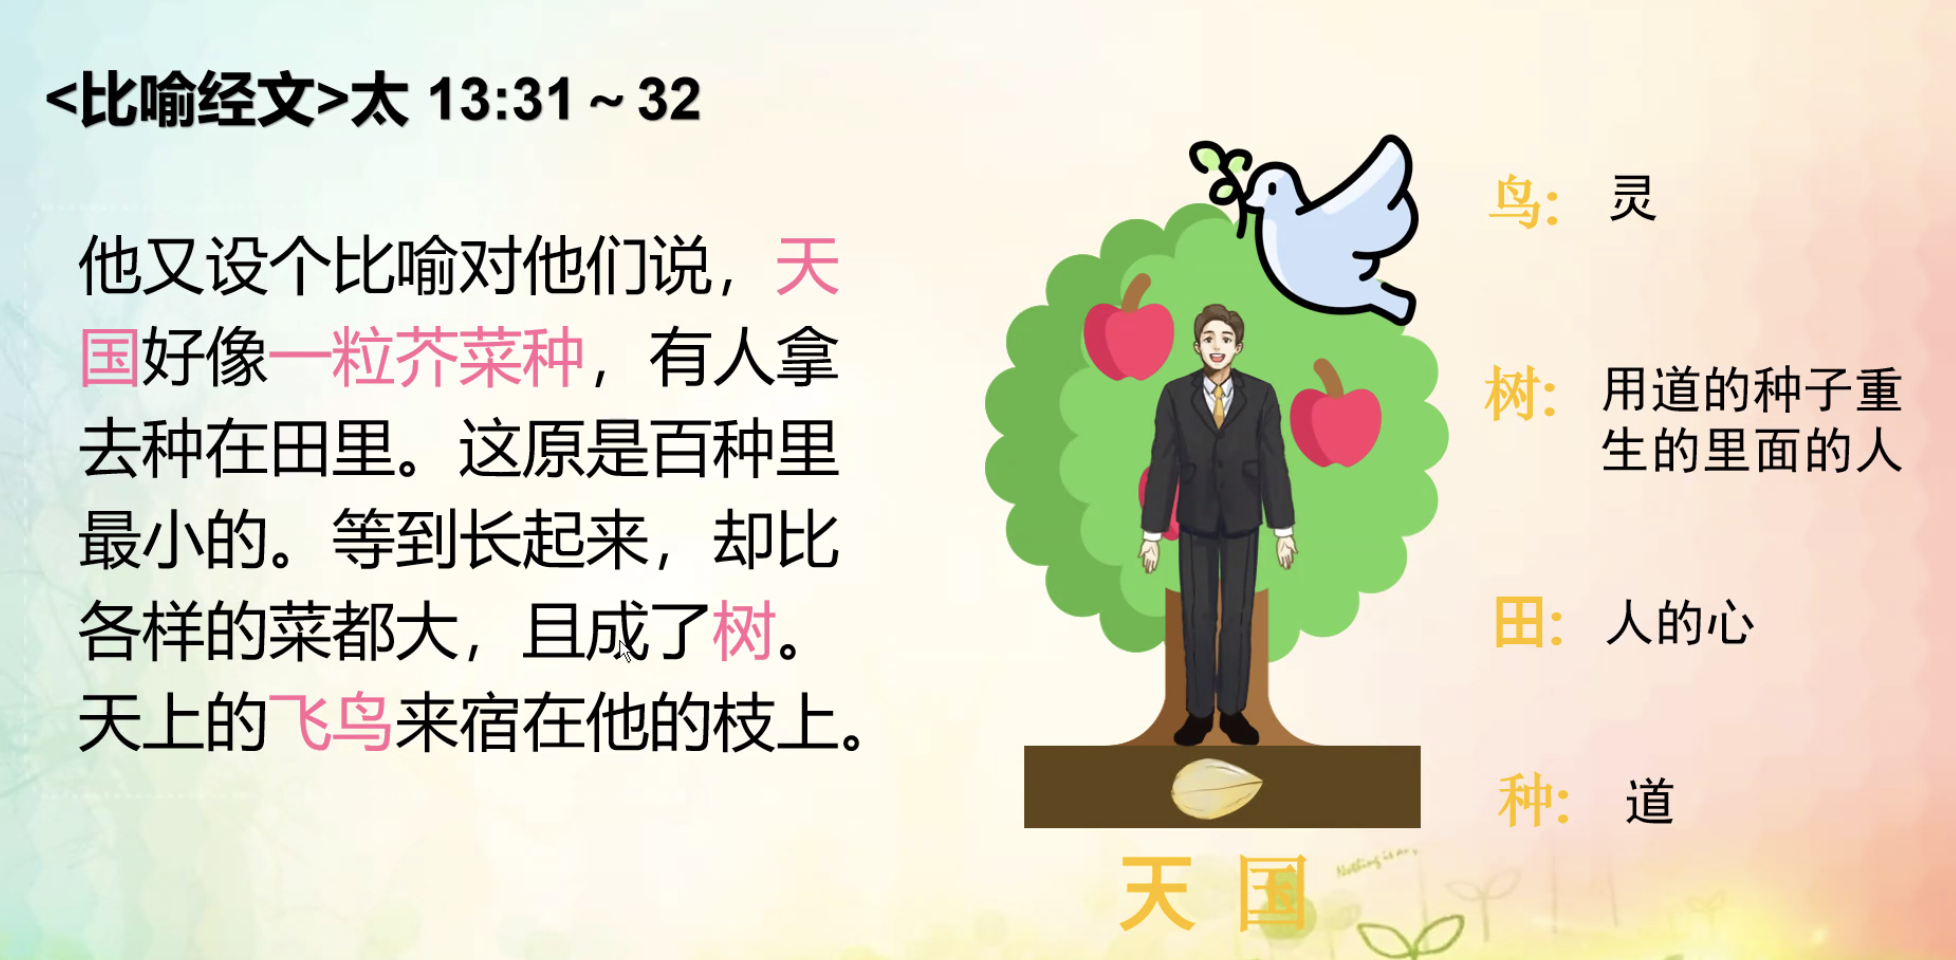 <比喻经文>太 13:31～32
他又设个比喻对他们说，天
国好像一粒芥菜种，有人拿
去种在田里。这原是百种里
最小的。等到长起来，却比
各样的菜都大，且成了树。
天上的飞鸟来宿在他的枝上。
鸟： 灵
树： 用道的种子重
生的里面的人
田： 人的心
种： 道
天 国
Nothing is